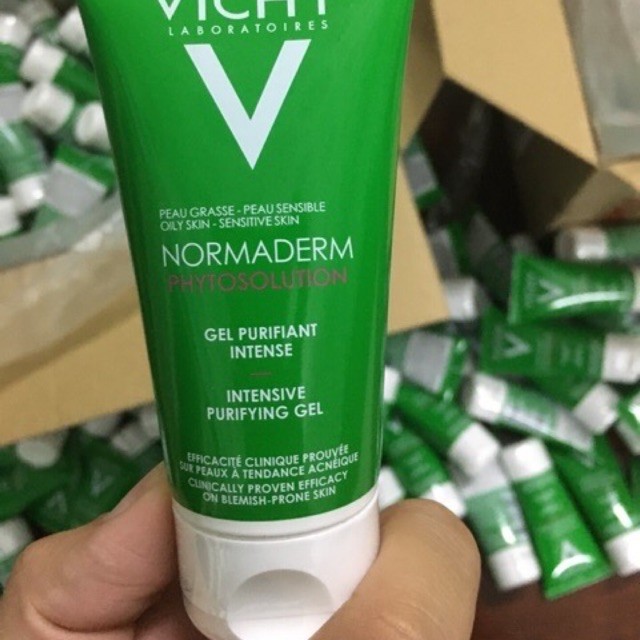 VICHY
LABORATOIRES
V
PEAU GRASSE - PEAU SENSIBLE
OILY SKIN - SENSITIVE SKIN
NORMADERM
PHYTOSOLUTION
GEL PURIFIANT
INTENSE
INTENSIVE
PURIFYING GEL
EFFICACITÉ CLINIQUE PROUVÉE
SUR PEAUX À TENDANCE ACNÉIQUE
CLINICALLY PROVEN EFFICACY
ON BLEMISH-PRONE SKIN